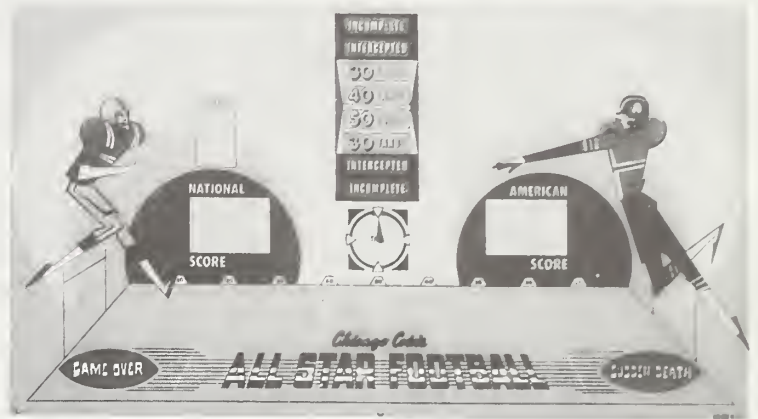 INCOMPLETE
INTERCEPTED
30
40
50
30 YARDS
INTERCEPTED
INCOMPLETE
NATIONAL
SCORE
AMERICAN
SCORE
Chicago Coin's
ALL STAR FOOTBALL
GAME OVER
SUDDEN DEATH